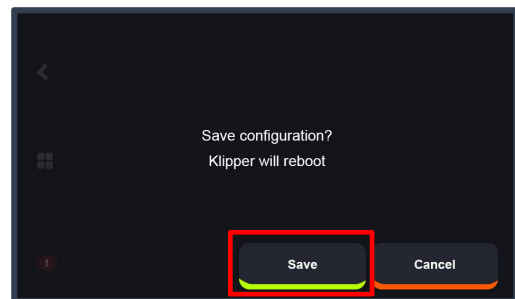 Save configuration?
Klipper will reboot
Save
Cancel